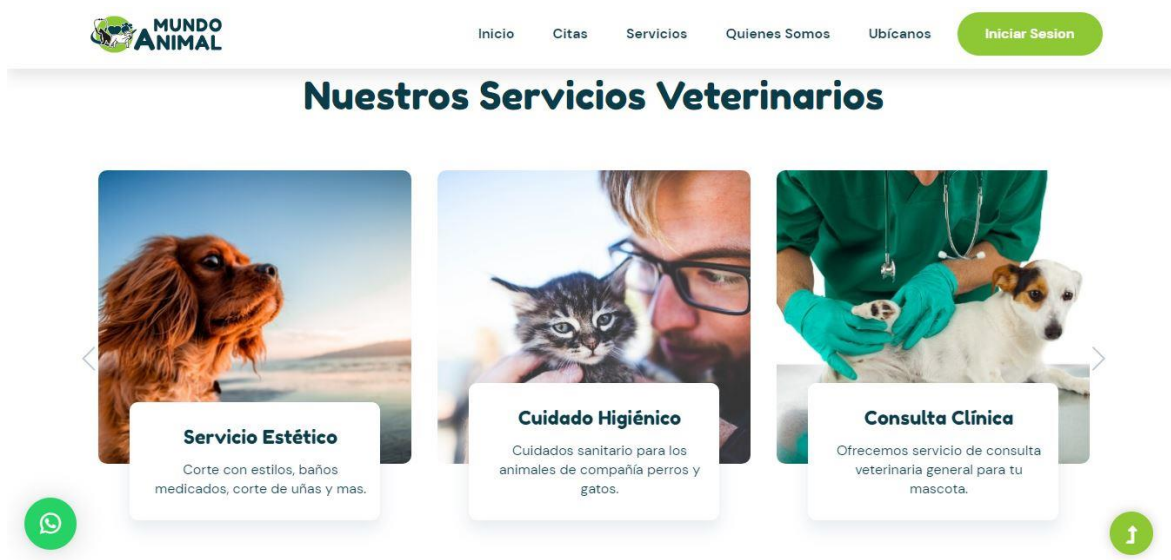 MUNDO
ANIMAL
Inicio Citas Servicios Quienes Somos Ubícanos Iniciar Sesion
Nuestros Servicios Veterinarios
Servicio Estético
Corte con estilos, baños
medicados, corte de uñas y mas.
Cuidado Higiénico
Cuidados sanitario para los
animales de compañía perros y
gatos.
Consulta Clínica
Ofrecemos servicio de consulta
veterinaria general para tu
mascota.